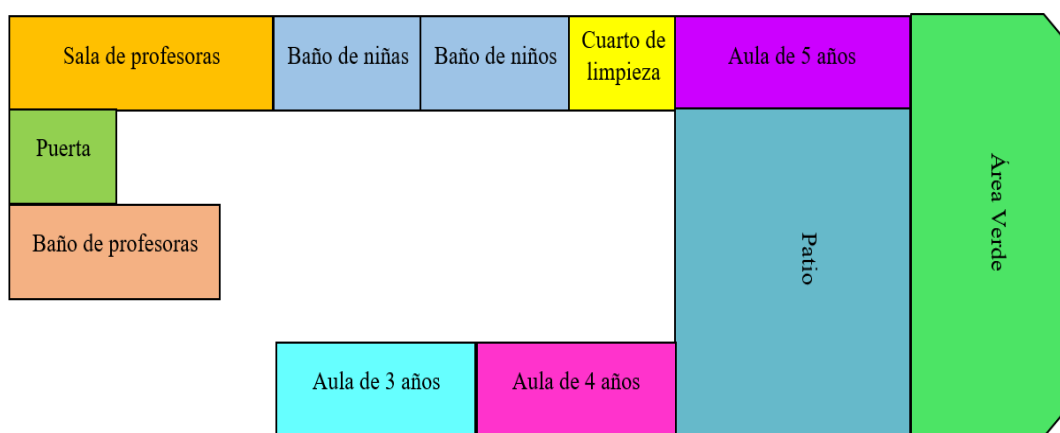 Sala de profesoras
Baño de niñas
Baño de niños
Cuarto de
limpieza
Aula de 5 años
Puerta
Baño de profesoras
Patio
Área Verde
Aula de 3 años
Aula de 4 años